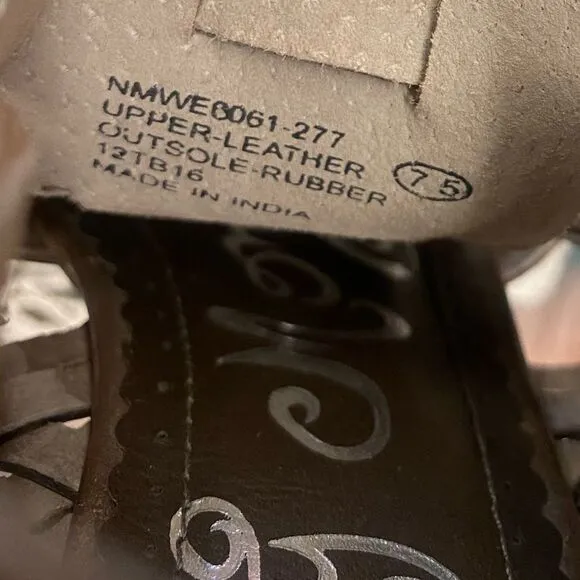 NMWE6061-277
UPPER-LEATHER
OUTSOLE-RUBBER
12TB16
MADE IN INDIA
7 5